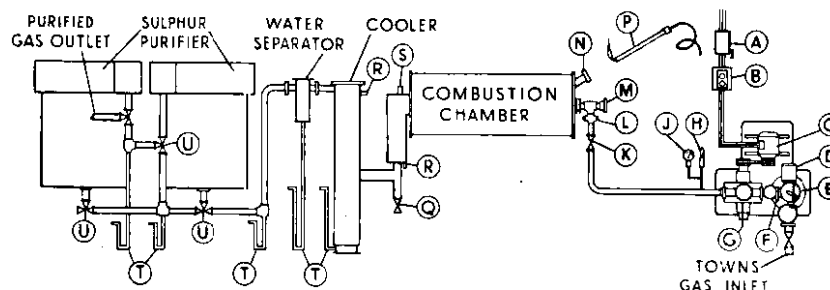 PURIFIED
GAS OUTLET
SULPHUR
PURIFIER
WATER
SEPARATOR
COOLER
COMBUSTION
CHAMBER
TOWNS
GAS INLET
P
A
B
C
D
E
F
G
H
J
K
L
M
N
S
R
R
Q
U
U
U
T
T
T